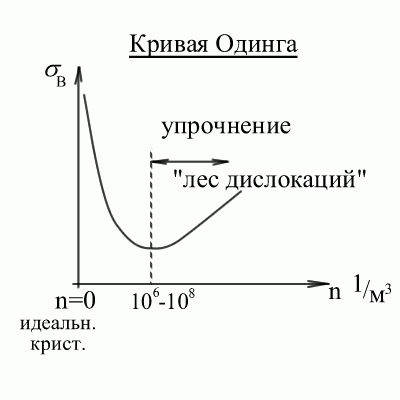 Кривая Одинга
σВ
упрочнение
"лес дислокаций"
n=0
10⁶-10⁸
n 1/м³
идеальн.
крист.